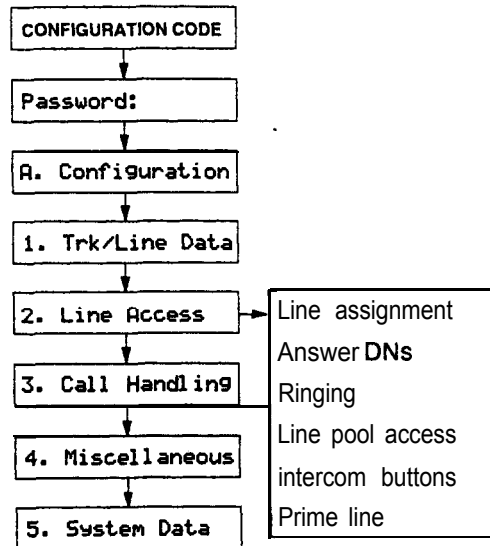 CONFIGURATION CODE
Password:
A. Configuration
1. Trk/Line Data
2. Line Access
3. Call Handling
4. Miscellaneous
5. System Data
Line assignment
Answer DNs
Ringing
Line pool access
intercom buttons
Prime line